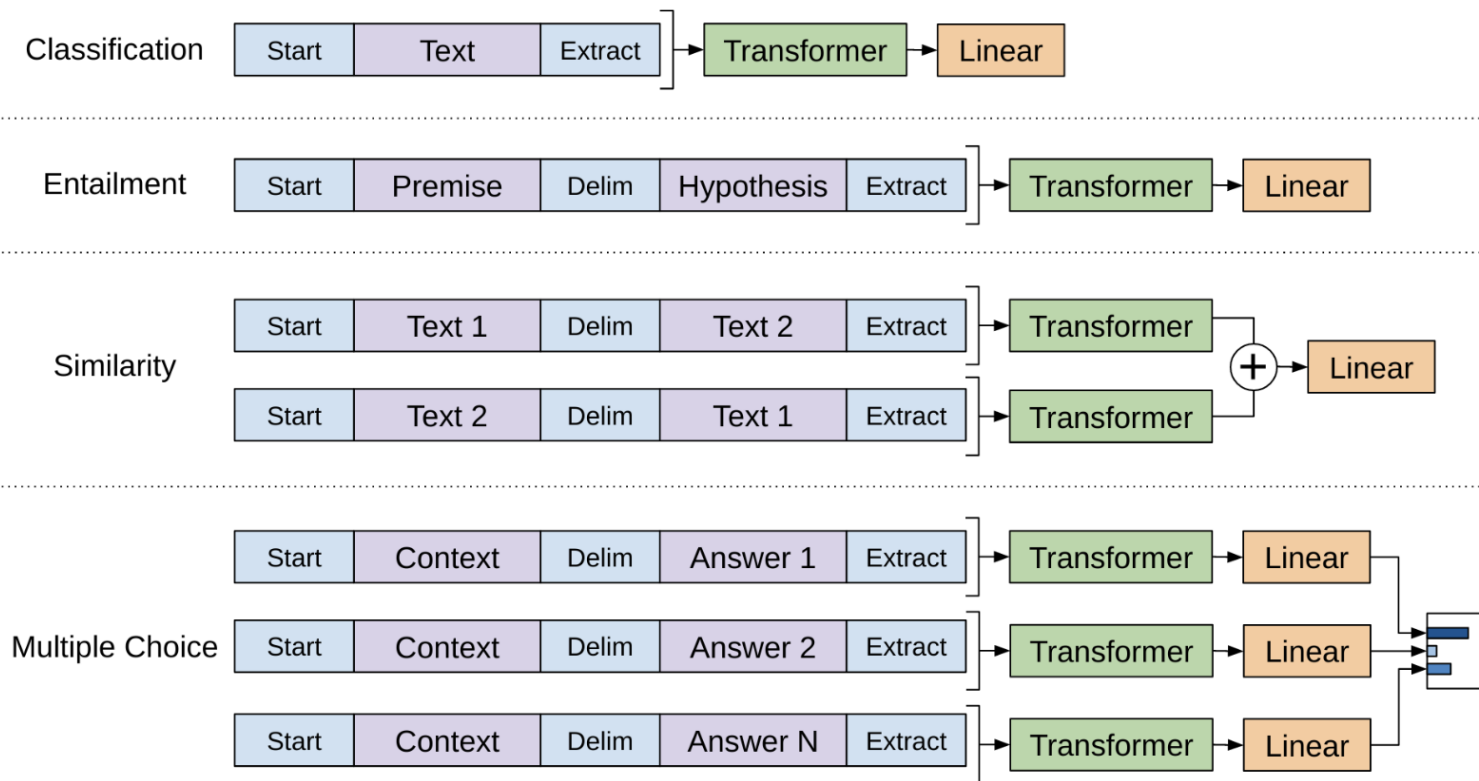 Classification Start Text Extract Transformer Linear
Entailment Start Premise Delim Hypothesis Extract Transformer Linear
Start Text 1 Delim Text 2 Extract Transformer
Similarity + Linear
Start Text 2 Delim Text 1 Extract Transformer
Start Context Delim Answer 1 Extract Transformer Linear
Multiple Choice Start Context Delim Answer 2 Extract Transformer Linear
Start Context Delim Answer N Extract Transformer Linear